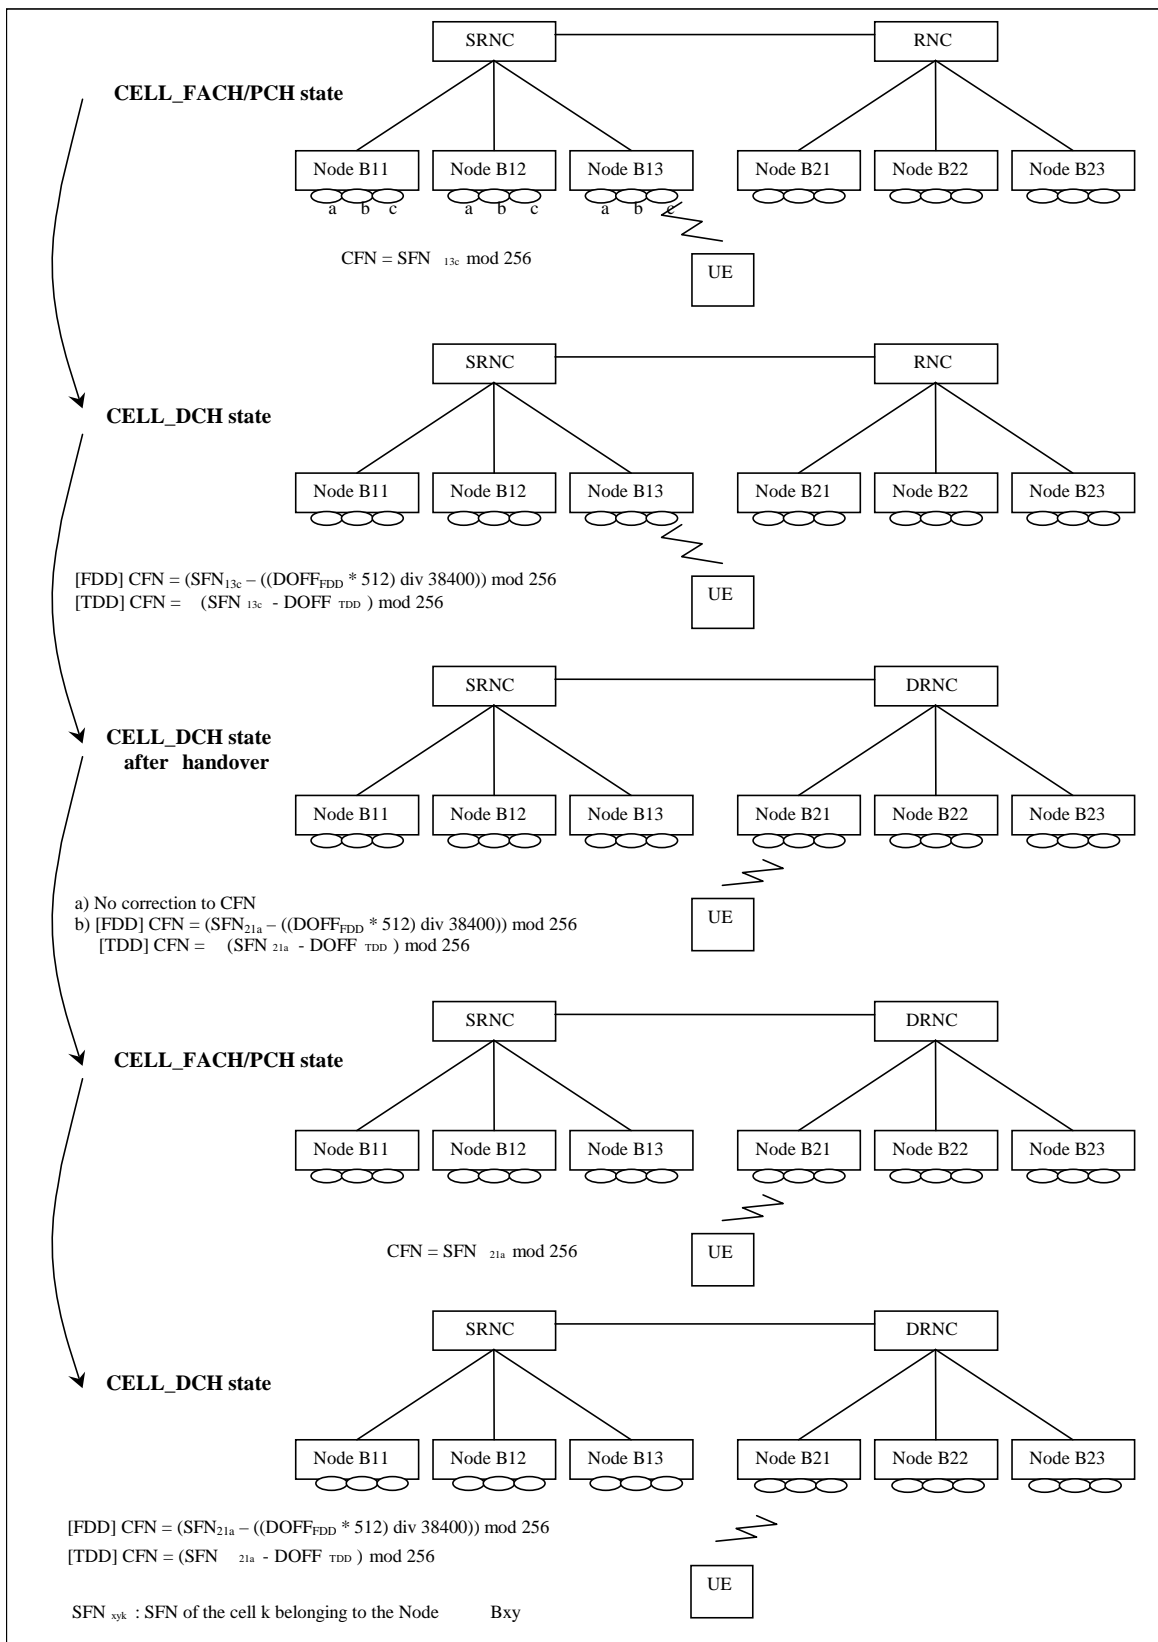 SRNC RNC
CELL_FACH/PCH state
Node B11 Node B12 Node B13 Node B21 Node B22 Node B23
a b c a b c a b c
CFN = SFN 13c mod 256
UE
SRNC RNC
CELL_DCH state
Node B11 Node B12 Node B13 Node B21 Node B22 Node B23
[FDD] CFN = (SFN13c – ((DOFFFDD * 512) div 38400)) mod 256
[TDD] CFN = (SFN 13c - DOFF TDD ) mod 256
UE
SRNC DRNC
CELL_DCH state
after handover
Node B11 Node B12 Node B13 Node B21 Node B22 Node B23
a) No correction to CFN
b) [FDD] CFN = (SFN21a – ((DOFFFDD * 512) div 38400)) mod 256
[TDD] CFN = (SFN 21a - DOFF TDD ) mod 256
UE
SRNC DRNC
CELL_FACH/PCH state
Node B11 Node B12 Node B13 Node B21 Node B22 Node B23
CFN = SFN 21a mod 256
UE
SRNC DRNC
CELL_DCH state
Node B11 Node B12 Node B13 Node B21 Node B22 Node B23
[FDD] CFN = (SFN21a – ((DOFFFDD * 512) div 38400)) mod 256
[TDD] CFN = (SFN 21a - DOFF TDD ) mod 256
UE
SFN xyk : SFN of the cell k belonging to the Node Bxy